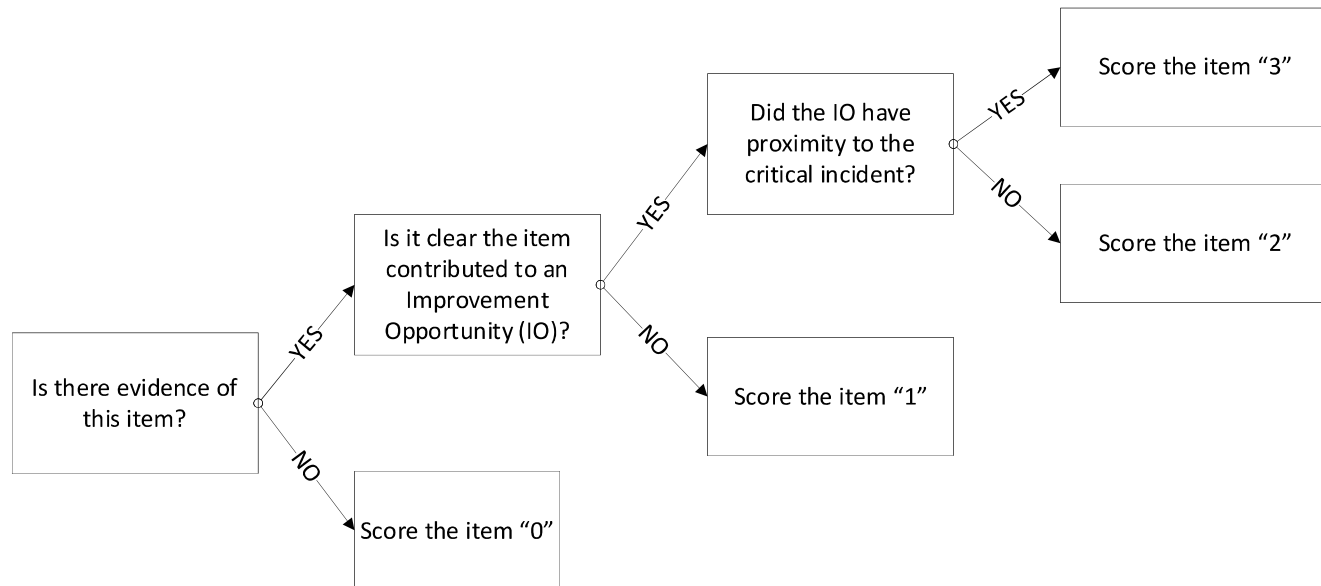 Is there evidence of
this item?
YES
NO
Is it clear the item
contributed to an
Improvement
Opportunity (IO)?
Score the item “0”
YES
NO
Did the IO have
proximity to the
critical incident?
Score the item “1”
YES
NO
Score the item “3”
Score the item “2”